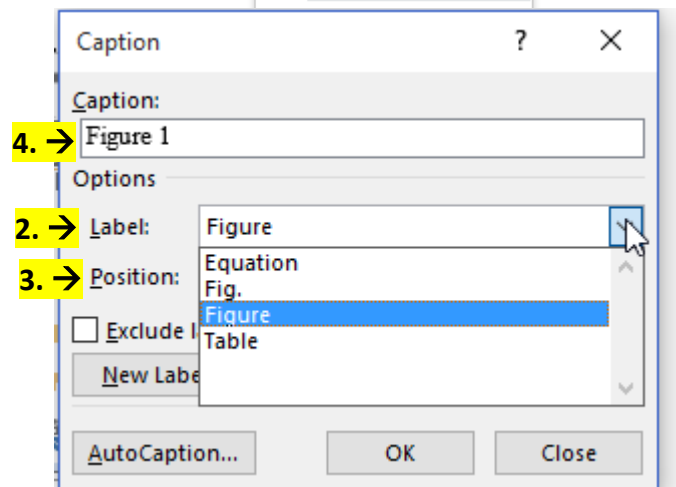 Caption ? ×
Caption:
4. → Figure 1
Options
2. → Label: Figure
Equation
3. → Position:
Fig.
Figure
Exclude l
Table
New Labe
AutoCaption... OK Close